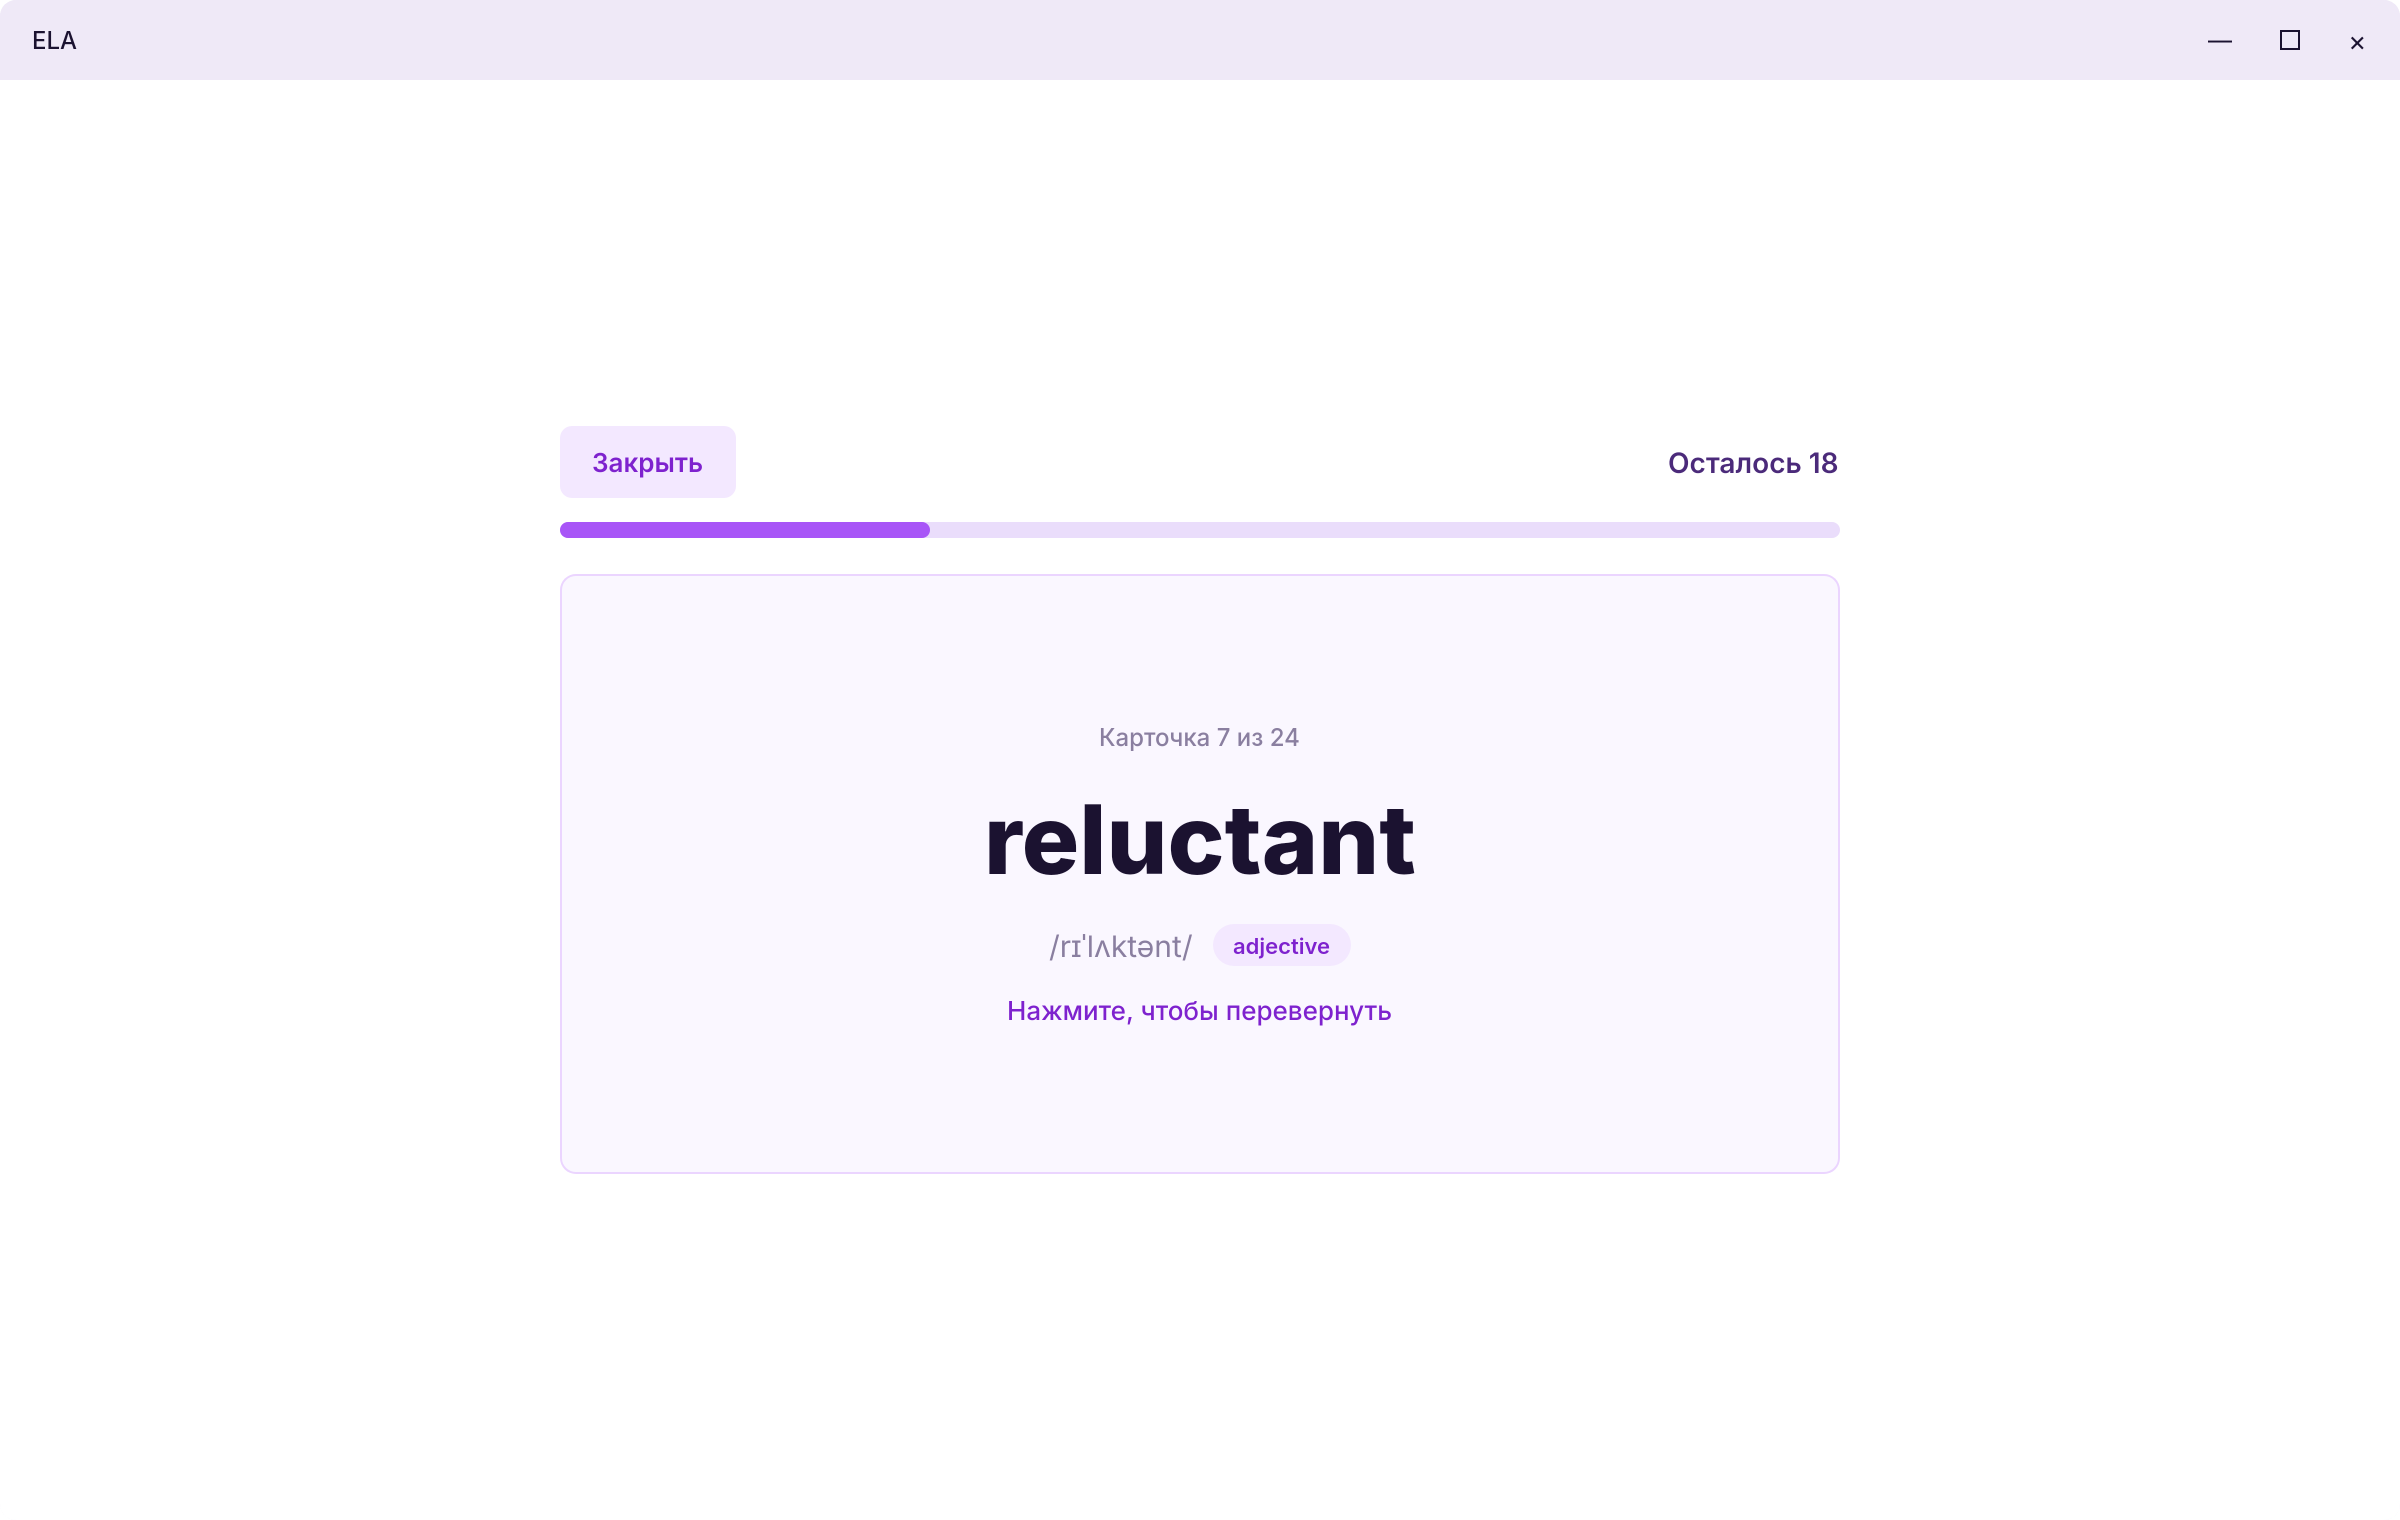 ELA
Закрыть
Осталось 18
Карточка 7 из 24
reluctant
/rɪˈlʌktənt/ adjective
Нажмите, чтобы перевернуть